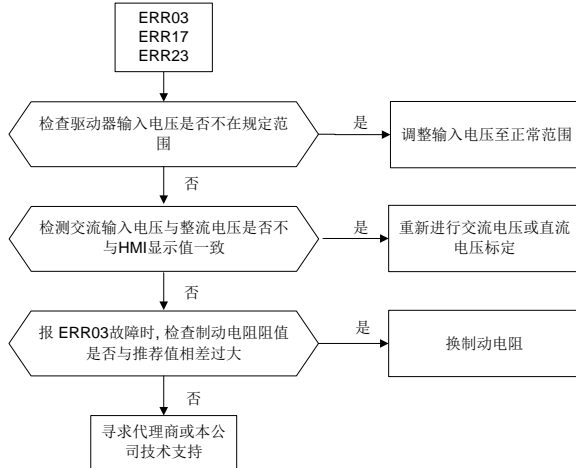 ERR03
ERR17
ERR23
检查驱动器输入电压是否不在规定范
围
是
调整输入电压至正常范围
否
检测交流输入电压与整流电压是否不
与HMI显示值一致
是
重新进行交流电压或直流
电压标定
否
报 ERR03故障时, 检查制动电阻阻值
是否与推荐值相差过大
是
换制动电阻
否
寻求代理商或本公
司技术支持